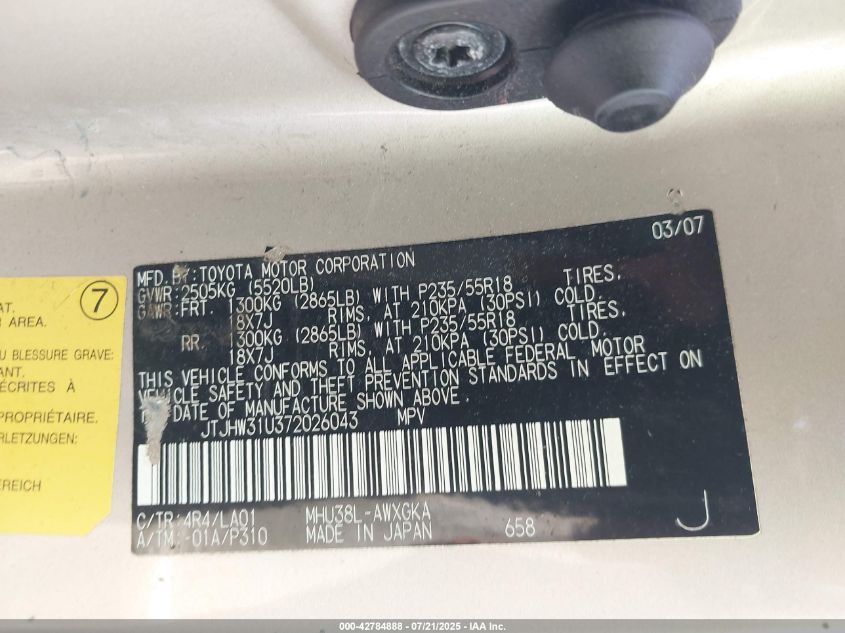 03/07
MFD.BY:TOYOTA MOTOR CORPORATION
GVWR:2505KG (5520LB)
GAWR:FRT. 1300KG (2865LB) WITH P235/55R18 TIRES,
18X7J RIMS, AT 210KPA (30PSI) COLD.
RR. 1300KG (2865LB) WITH P235/55R18 TIRES,
18X7J RIMS, AT 210KPA (30PSI) COLD.
THIS VEHICLE CONFORMS TO ALL APPLICABLE FEDERAL MOTOR
VEHICLE SAFETY AND THEFT PREVENTION STANDARDS IN EFFECT ON
THE DATE OF MANUFACTURE SHOWN ABOVE.
JTJHW31U372026043 MPV
C/TR:4R4/LA01 MHU38L-AWXGKA
A/TM:-01A/P310 MADE IN JAPAN 658 J
7
AT.
AREA.
BLESSURE GRAVE:
ANT.
ÉCRITES À
PROPRIÉTAIRE.
RLETZUNGEN:
EREICH
000-42784888 - 07/21/2025 - IAA Inc.